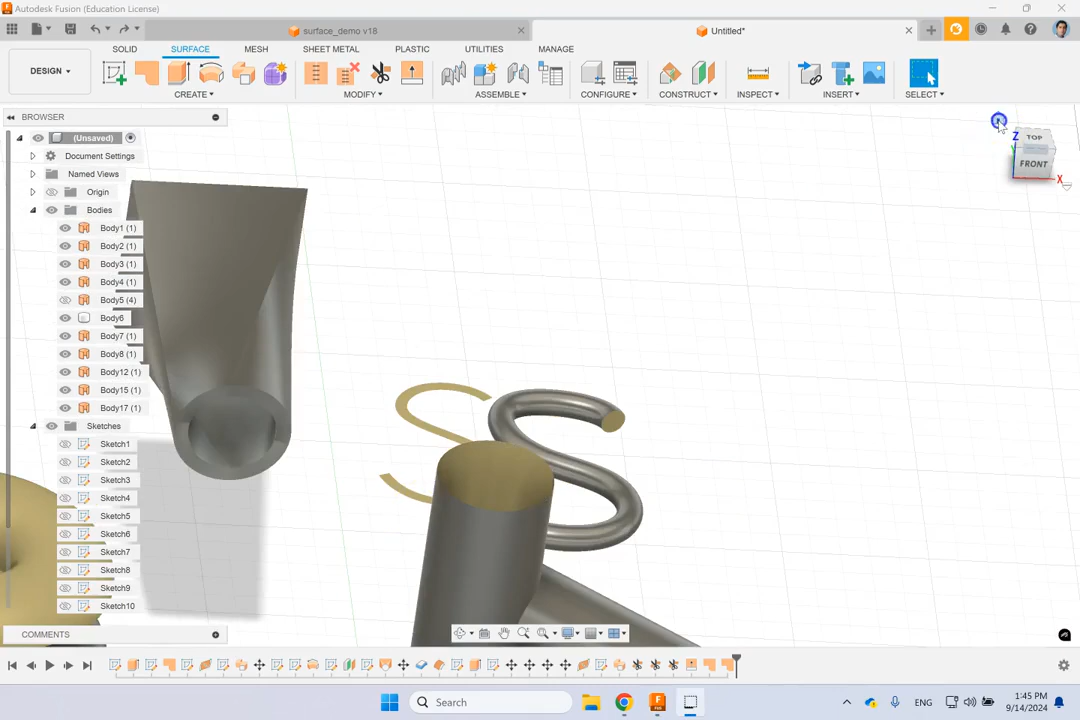 Autodesk Fusion (Education License)
surface_demo v18
Untitled*
SOLID
SURFACE
MESH
SHEET METAL
PLASTIC
UTILITIES
MANAGE
DESIGN
CREATE
MODIFY
ASSEMBLE
CONFIGURE
CONSTRUCT
INSPECT
INSERT
SELECT
BROWSER
(Unsaved)
Document Settings
Named Views
Origin
Bodies
Body1 (1)
Body2 (1)
Body3 (1)
Body4 (1)
Body5 (4)
Body6
Body7 (1)
Body8 (1)
Body12 (1)
Body15 (1)
Body17 (1)
Sketches
Sketch1
Sketch2
Sketch3
Sketch4
Sketch5
Sketch6
Sketch7
Sketch8
Sketch9
Sketch10
COMMENTS
TOP
FRONT
Z
X
Search
ENG
1:45 PM
9/14/2024